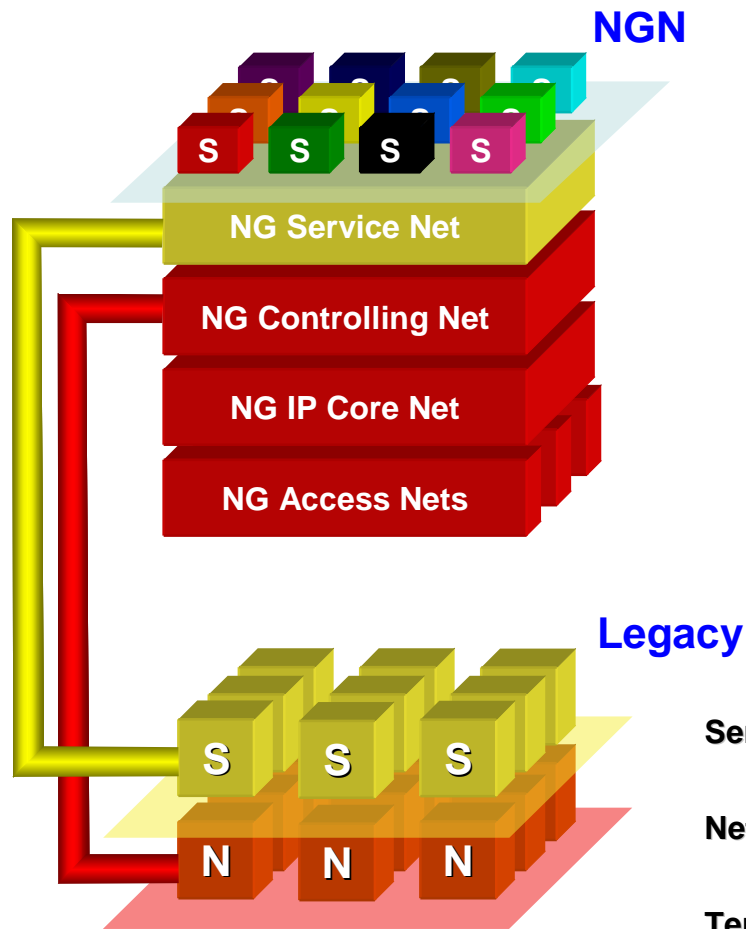 NGN
S S S S
NG Service Net
NG Controlling Net
NG IP Core Net
NG Access Nets
Legacy
S S S
N N N